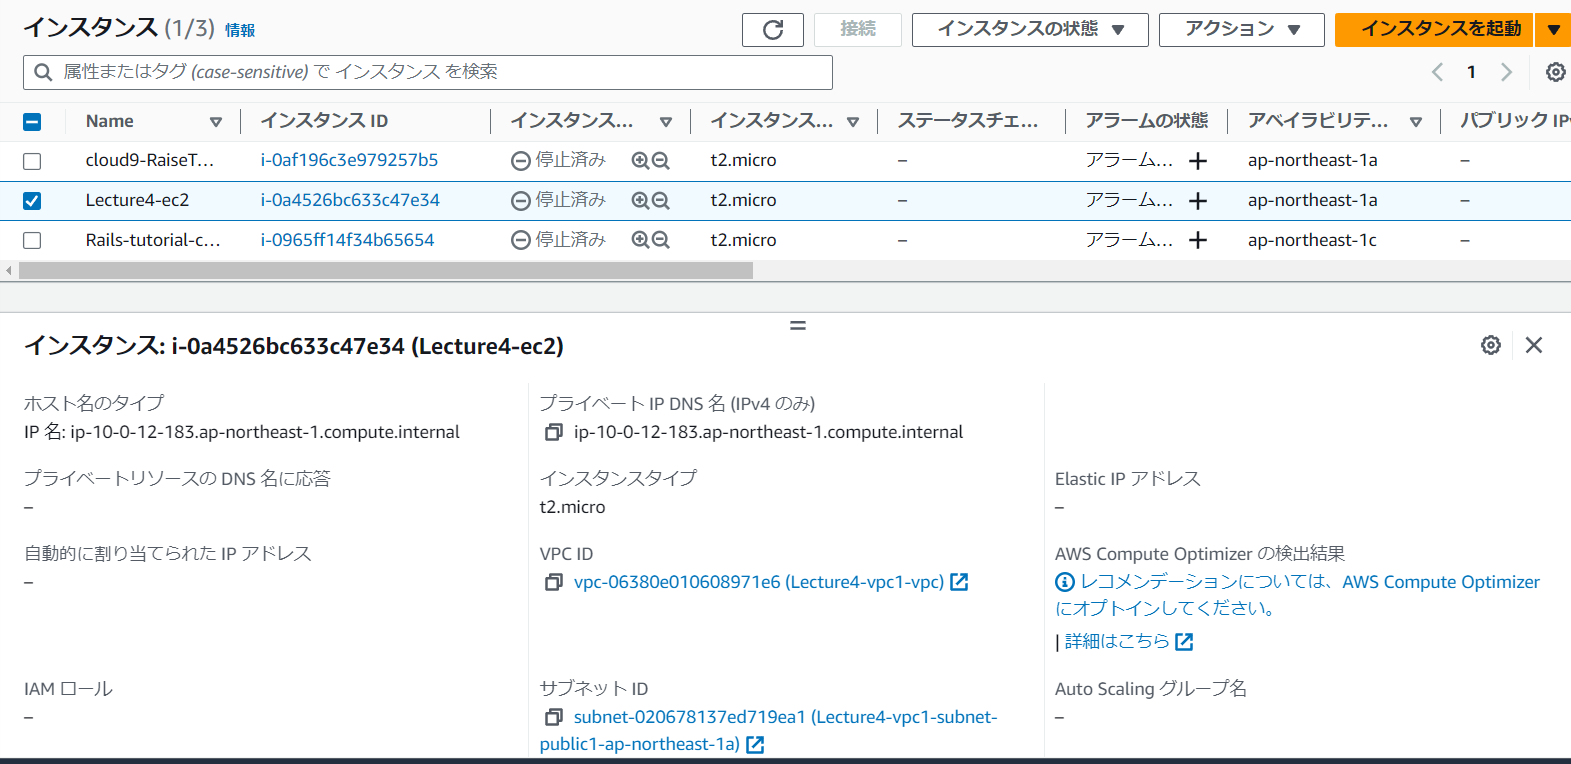 インスタンス (1/3) 情報
接続
インスタンスの状態
アクション
インスタンスを起動
属性またはタグ (case-sensitive) で インスタンス を検索
1
Name インスタンス ID インスタンス... インスタンス... ステータスチェ... アラームの状態 アベイラビリテ... パブリック IPv
cloud9-RaiseT... i-0af196c3e979257b5 停止済み t2.micro – アラーム... ap-northeast-1a –
Lecture4-ec2 i-0a4526bc633c47e34 停止済み t2.micro – アラーム... ap-northeast-1a –
Rails-tutorial-c... i-0965ff14f34b65654 停止済み t2.micro – アラーム... ap-northeast-1c –
インスタンス: i-0a4526bc633c47e34 (Lecture4-ec2)
ホスト名のタイプ
IP 名: ip-10-0-12-183.ap-northeast-1.compute.internal
プライベート IP DNS 名 (IPv4 のみ)
ip-10-0-12-183.ap-northeast-1.compute.internal
プライベートリソースの DNS 名に応答
–
インスタンスタイプ
t2.micro
Elastic IP アドレス
–
自動的に割り当てられた IP アドレス
–
VPC ID
vpc-06380e010608971e6 (Lecture4-vpc1-vpc)
AWS Compute Optimizer の検出結果
レコメンデーションについては、AWS Compute Optimizer
にオプトインしてください。
| 詳細はこちら
IAM ロール
–
サブネット ID
subnet-020678137ed719ea1 (Lecture4-vpc1-subnet-
public1-ap-northeast-1a)
Auto Scaling グループ名
–